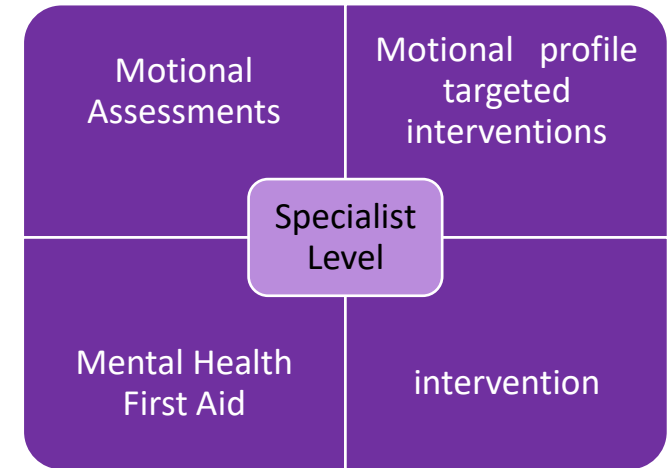 Motional
Assessments
Motional profile
targeted
interventions
Specialist
Level
Mental Health
First Aid
intervention